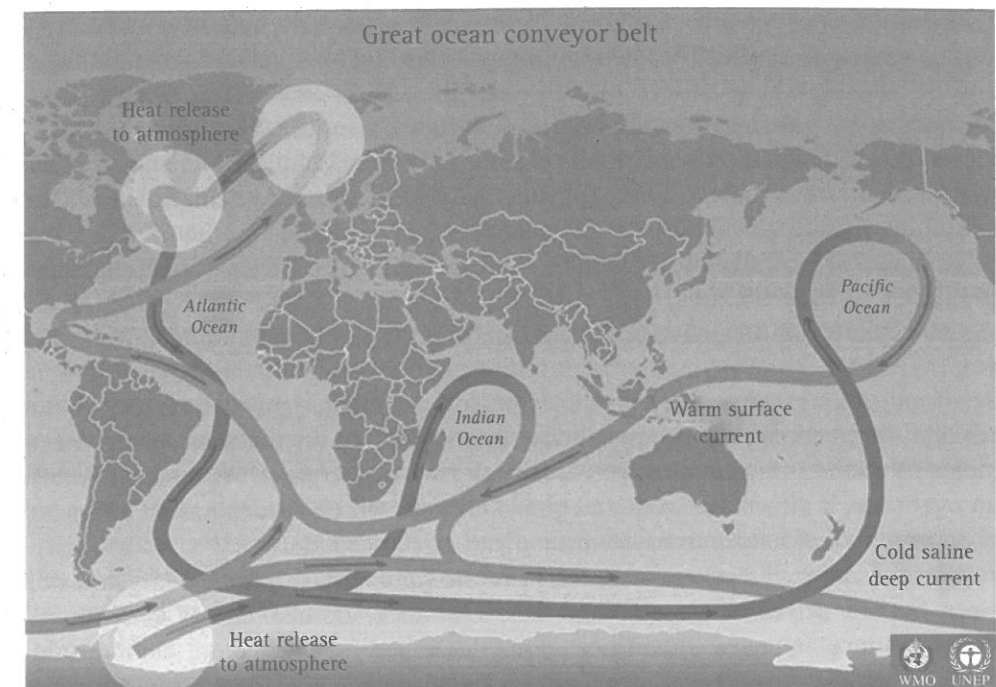 Great ocean conveyor belt
Heat release
to atmosphere
Atlantic
Ocean
Pacific
Ocean
Indian
Ocean
Warm surface
current
Cold saline
deep current
Heat release
to atmosphere
WMO UNEP